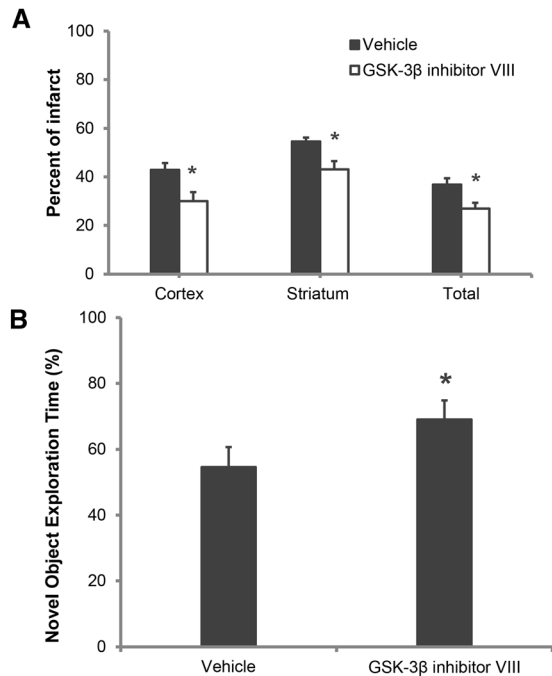 A
100
80
60
40
20
0
Percent of infarct
Vehicle
GSK-3β inhibitor VIII
*
*
*
Cortex Striatum Total
B
100
80
60
40
20
0
Novel Object Exploration Time (%)
*
Vehicle GSK-3β inhibitor VIII